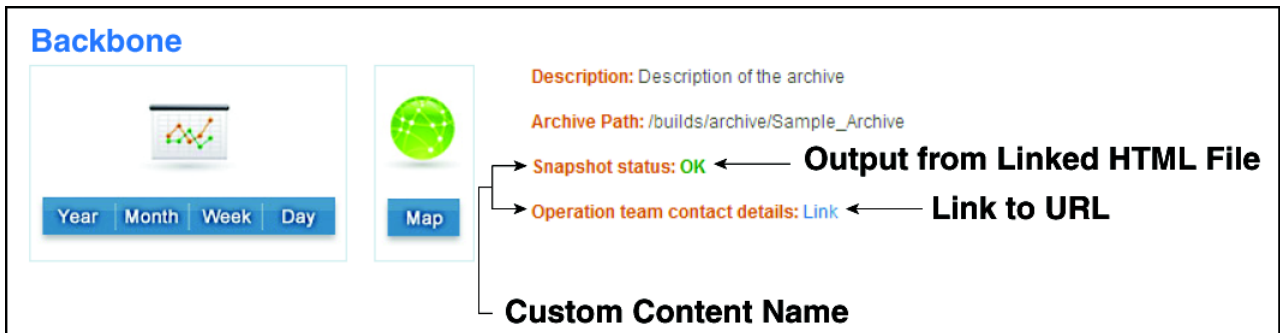 Backbone
Year Month Week Day
Map
Description: Description of the archive
Archive Path: /builds/archive/Sample_Archive
Snapshot status: OK
Output from Linked HTML File
Operation team contact details: Link
Link to URL
Custom Content Name